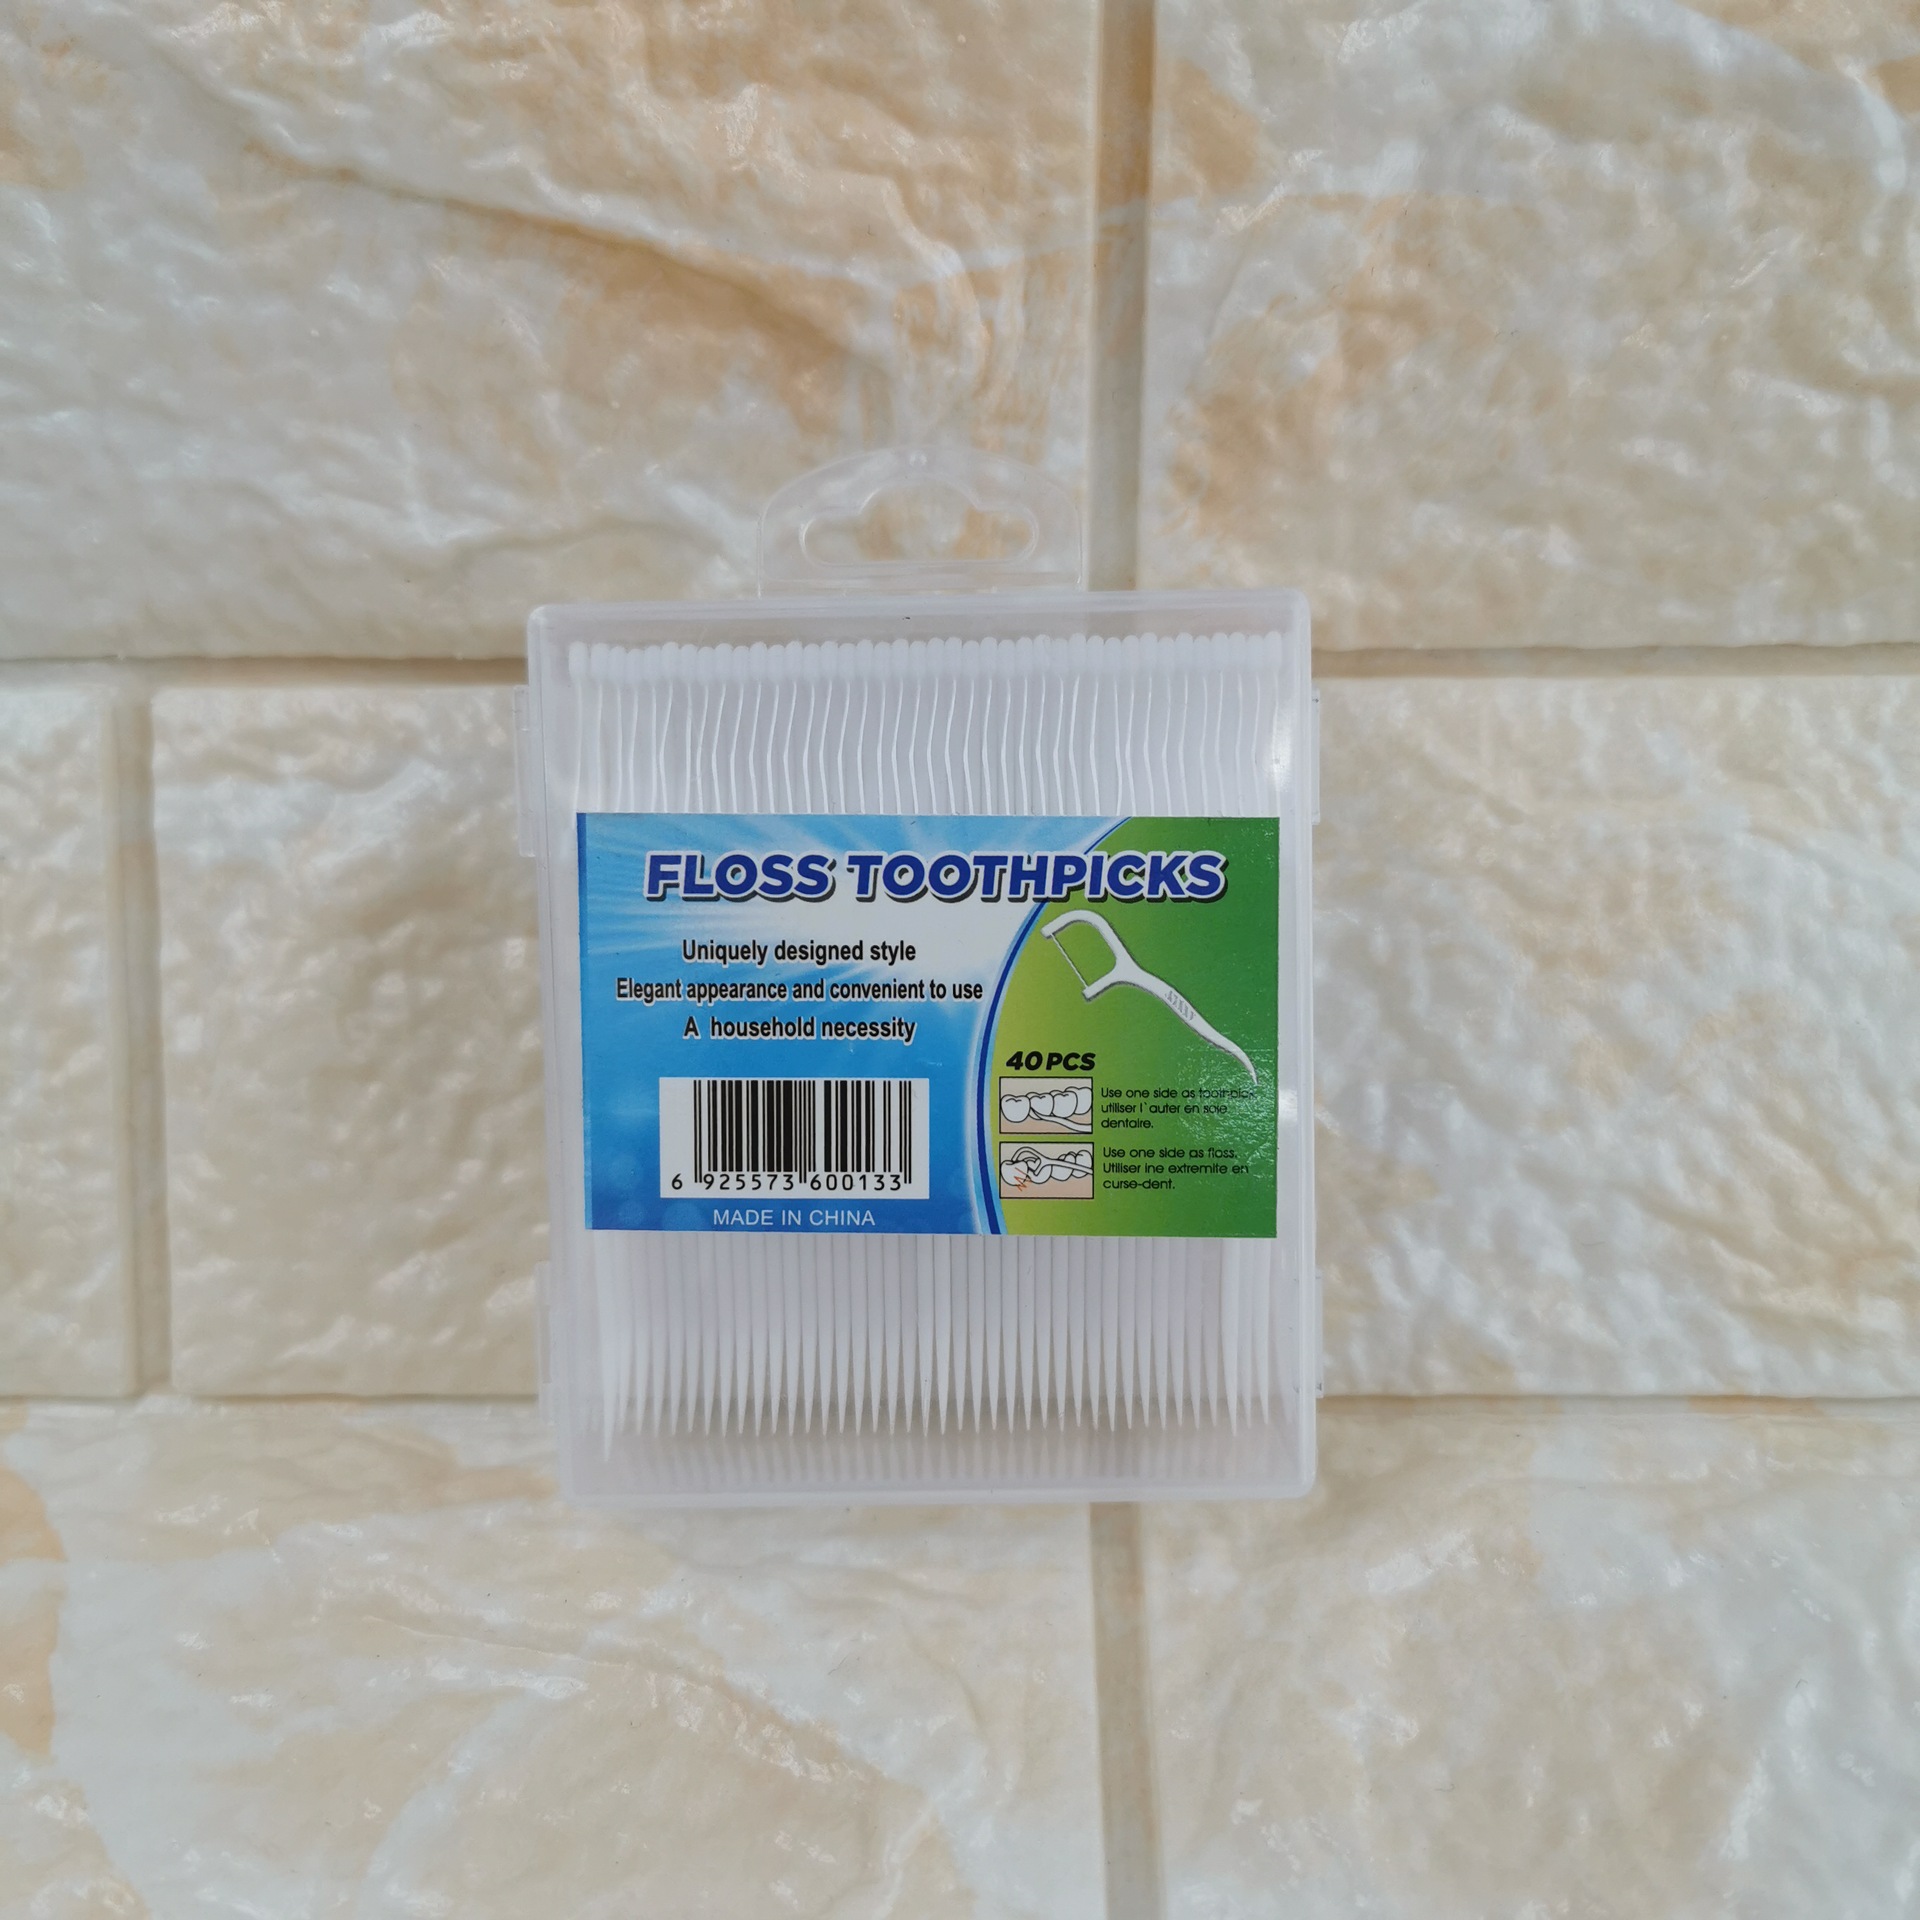 FLOSS TOOTHPICKS
Uniquely designed style
Elegant appearance and convenient to use
A household necessity
40 PCS
Use one side as tooth-pick
utiliser l`auter en soie
dentaire.
Use one side as floss.
Utiliser ine extremite en
curse-dent.
6 925573 600133
MADE IN CHINA